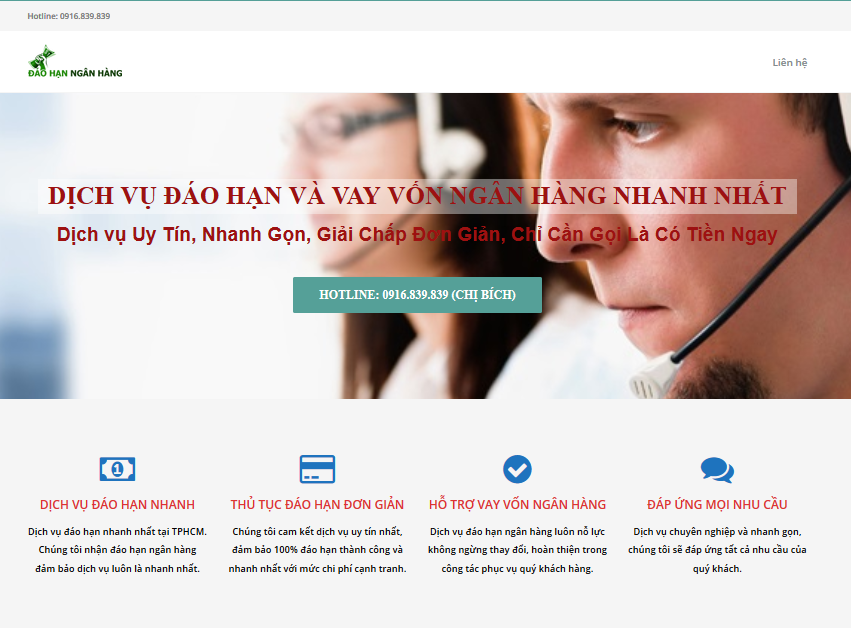 Hotline: 0916.839.839
ĐÁO HẠN NGÂN HÀNG
Liên hệ
DỊCH VỤ ĐÁO HẠN VÀ VAY VỐN NGÂN HÀNG NHANH NHẤT
Dịch vụ Uy Tín, Nhanh Gọn, Giải Chấp Đơn Giản, Chỉ Cần Gọi Là Có Tiền Ngay
HOTLINE: 0916.839.839 (CHỊ BÍCH)
DỊCH VỤ ĐÁO HẠN NHANH
Dịch vụ đáo hạn nhanh nhất tại TPHCM.
Chúng tôi nhận đáo hạn ngân hàng
đảm bảo dịch vụ luôn là nhanh nhất.
THỦ TỤC ĐÁO HẠN ĐƠN GIẢN
Chúng tôi cam kết dịch vụ uy tín nhất,
đảm bảo 100% đáo hạn thành công và
nhanh nhất với mức chi phí cạnh tranh.
HỖ TRỢ VAY VỐN NGÂN HÀNG
Dịch vụ đáo hạn ngân hàng luôn nỗ lực
không ngừng thay đổi, hoàn thiện trong
công tác phục vụ quý khách hàng.
ĐÁP ỨNG MỌI NHU CẦU
Dịch vụ chuyên nghiệp và nhanh gọn,
chúng tôi sẽ đáp ứng tất cả nhu cầu của
quý khách.